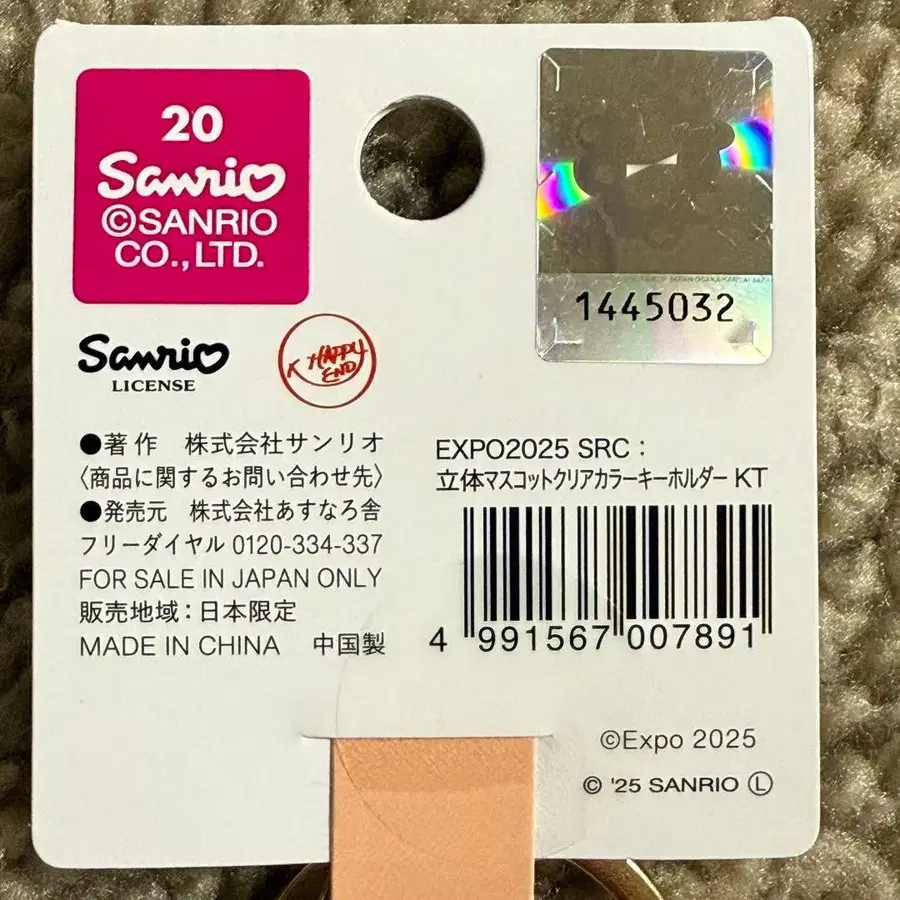 20
Sanrio
©SANRIO
CO.,LTD.
1445032
Sanrio
LICENSE
K HAPPY
END
●著作 株式会社サンリオ
〈商品に関するお問い合わせ先〉
●発売元 株式会社あすなろ舎
フリーダイヤル 0120-334-337
FOR SALE IN JAPAN ONLY
販売地域：日本限定
MADE IN CHINA 中国製
EXPO2025 SRC：
立体マスコットクリアカラーキーホルダー KT
4 991567 007891
©Expo 2025
© '25 SANRIO Ⓛ